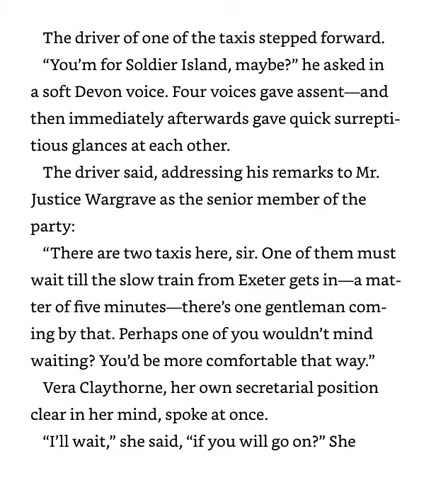 The driver of one of the taxis stepped forward.
“You’m for Soldier Island, maybe?” he asked in
a soft Devon voice. Four voices gave assent—and
then immediately afterwards gave quick surrepti-
tious glances at each other.
The driver said, addressing his remarks to Mr.
Justice Wargrave as the senior member of the
party:
“There are two taxis here, sir. One of them must
wait till the slow train from Exeter gets in—a mat-
ter of five minutes—there’s one gentleman com-
ing by that. Perhaps one of you wouldn’t mind
waiting? You’d be more comfortable that way.”
Vera Claythorne, her own secretarial position
clear in her mind, spoke at once.
“I’ll wait,” she said, “if you will go on?” She